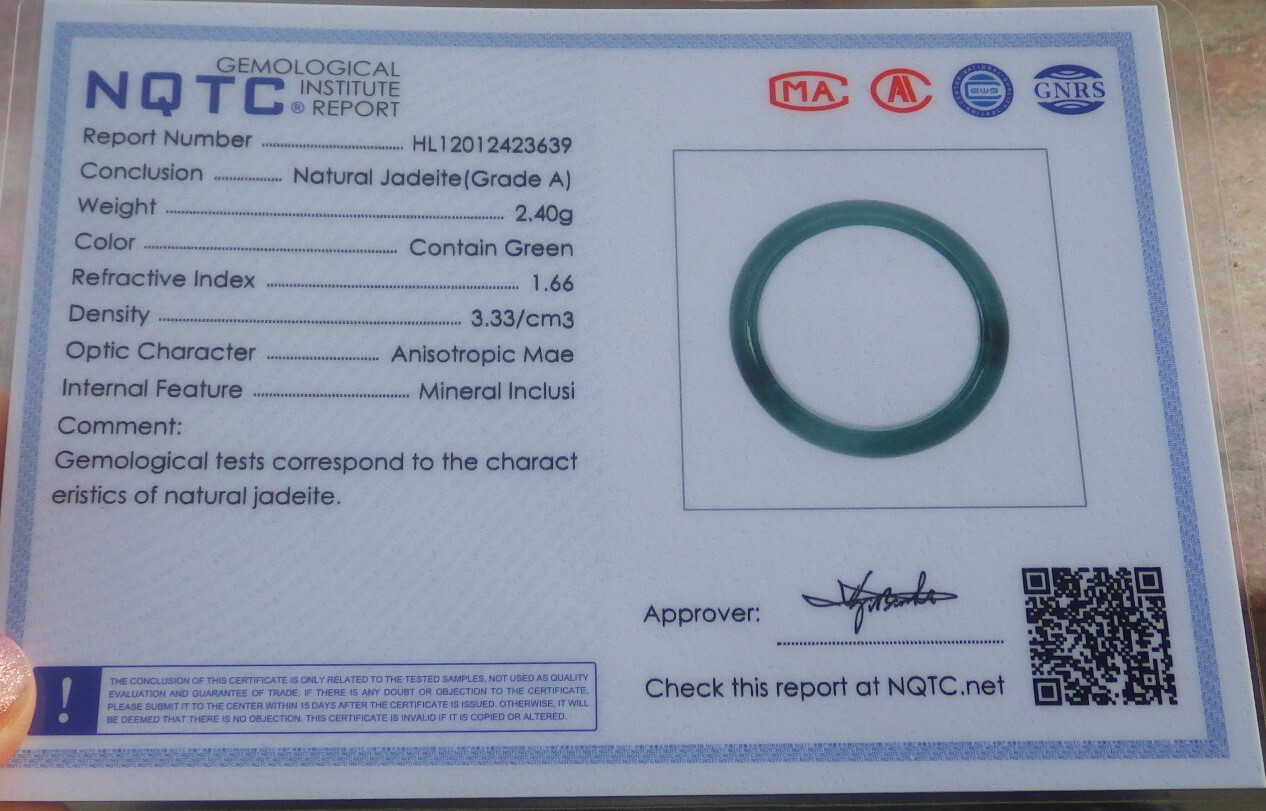 NQTC® GEMOLOGICAL INSTITUTE REPORT
MA
AL
CWS
GNRS
Report Number ........................ HL12012423639
Conclusion ............ Natural Jadeite(Grade A)
Weight ........................ 2.40g
Color ........................ Contain Green
Refractive Index ........................ 1.66
Density ........................ 3.33/cm3
Optic Character ............ Anisotropic Mae
Internal Feature ............ Mineral Inclusi
Comment:
Gemological tests correspond to the charact
eristics of natural jadeite.
Approver:
Check this report at NQTC.net
!
THE CONCLUSION OF THIS CERTIFICATE IS ONLY RELATED TO THE TESTED SAMPLES, NOT USED AS QUALITY
EVALUATION AND GUARANTEE OF TRADE, IF THERE IS ANY DOUBT OR OBJECTION TO THE CERTIFICATE,
PLEASE SUBMIT IT TO THE CENTER WITHIN 15 DAYS AFTER THE CERTIFICATE IS ISSUED, OTHERWISE, IT WILL
BE DEEMED THAT THERE IS NO OBJECTION. THIS CERTIFICATE IS INVALID IF IT IS COPIED OR ALTERED.